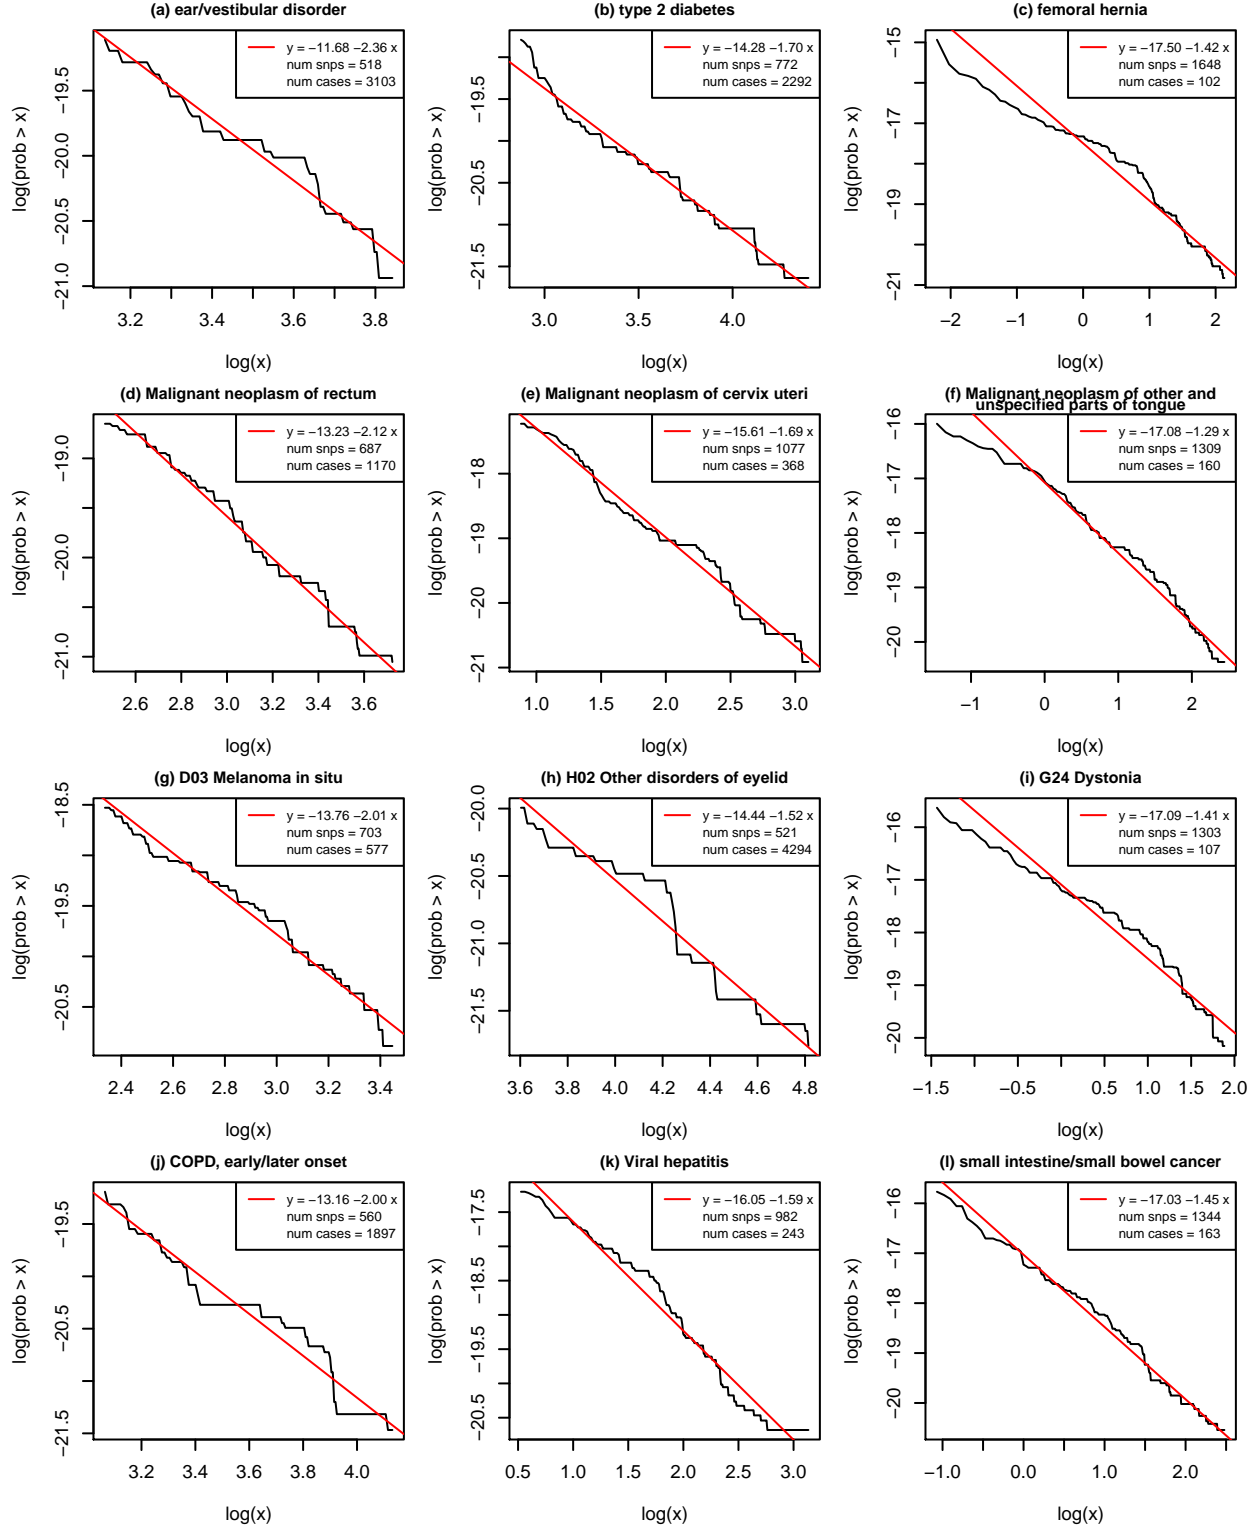 (a) ear/vestibular disorder
y = −11.68 −2.36 x
num snps = 518
num cases = 3103
log(prob > x)
−19.5
−20.0
−20.5
−21.0
3.2 3.4 3.6 3.8
log(x)
(b) type 2 diabetes
y = −14.28 −1.70 x
num snps = 772
num cases = 2292
log(prob > x)
−19.5
−20.5
−21.5
3.0 3.5 4.0
log(x)
(c) femoral hernia
y = −17.50 −1.42 x
num snps = 1648
num cases = 102
log(prob > x)
−15
−17
−19
−21
−2 −1 0 1 2
log(x)
(d) Malignant neoplasm of rectum
y = −13.23 −2.12 x
num snps = 687
num cases = 1170
log(prob > x)
−19.0
−20.0
−21.0
2.6 2.8 3.0 3.2 3.4 3.6
log(x)
(e) Malignant neoplasm of cervix uteri
y = −15.61 −1.69 x
num snps = 1077
num cases = 368
log(prob > x)
−18
−19
−20
−21
1.0 1.5 2.0 2.5 3.0
log(x)
(f) Malignant neoplasm of other and
unspecified parts of tongue
y = −17.08 −1.29 x
num snps = 1309
num cases = 160
log(prob > x)
−16
−17
−18
−19
−20
−1 0 1 2
log(x)
(g) D03 Melanoma in situ
y = −13.76 −2.01 x
num snps = 703
num cases = 577
log(prob > x)
−18.5
−19.5
−20.5
2.4 2.6 2.8 3.0 3.2 3.4
log(x)
(h) H02 Other disorders of eyelid
y = −14.44 −1.52 x
num snps = 521
num cases = 4294
log(prob > x)
−20.0
−20.5
−21.0
−21.5
3.6 3.8 4.0 4.2 4.4 4.6 4.8
log(x)
(i) G24 Dystonia
y = −17.09 −1.41 x
num snps = 1303
num cases = 107
log(prob > x)
−16
−17
−18
−19
−20
−1.5 −0.5 0.5 1.0 1.5 2.0
log(x)
(j) COPD, early/later onset
y = −13.16 −2.00 x
num snps = 560
num cases = 1897
log(prob > x)
−19.5
−20.5
−21.5
3.2 3.4 3.6 3.8 4.0
log(x)
(k) Viral hepatitis
y = −16.05 −1.59 x
num snps = 982
num cases = 243
log(prob > x)
−17.5
−18.5
−19.5
−20.5
0.5 1.0 1.5 2.0 2.5 3.0
log(x)
(l) small intestine/small bowel cancer
y = −17.03 −1.45 x
num snps = 1344
num cases = 163
log(prob > x)
−16
−17
−18
−19
−20
−1.0 0.0 1.0 2.0
log(x)